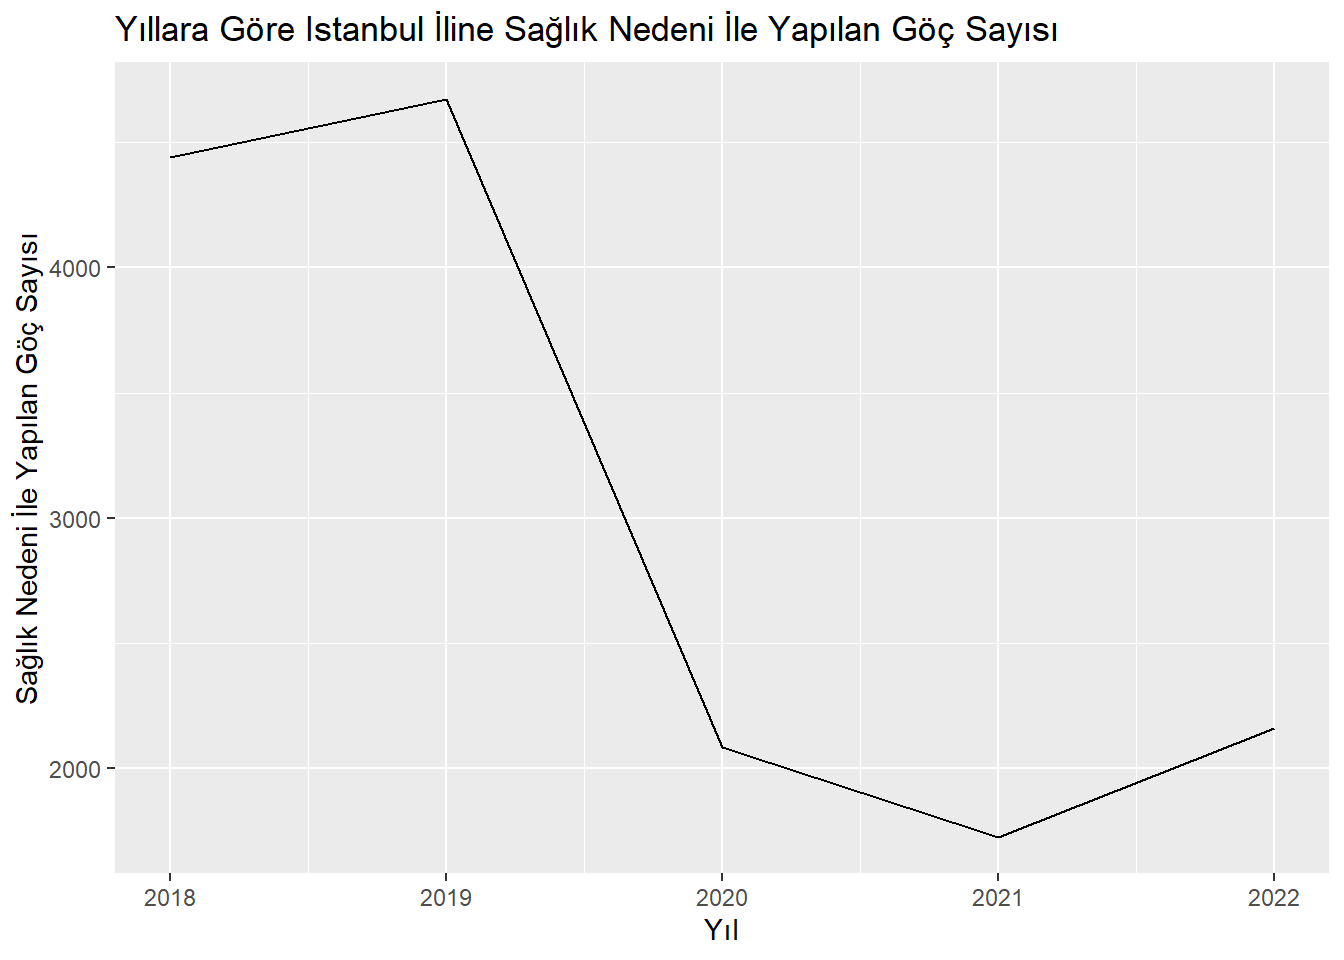 Yıllara Göre Istanbul İline Sağlık Nedeni İle Yapılan Göç Sayısı
Sağlık Nedeni İle Yapılan Göç Sayısı
4000
3000
2000
2018 2019 2020 2021 2022
Yıl